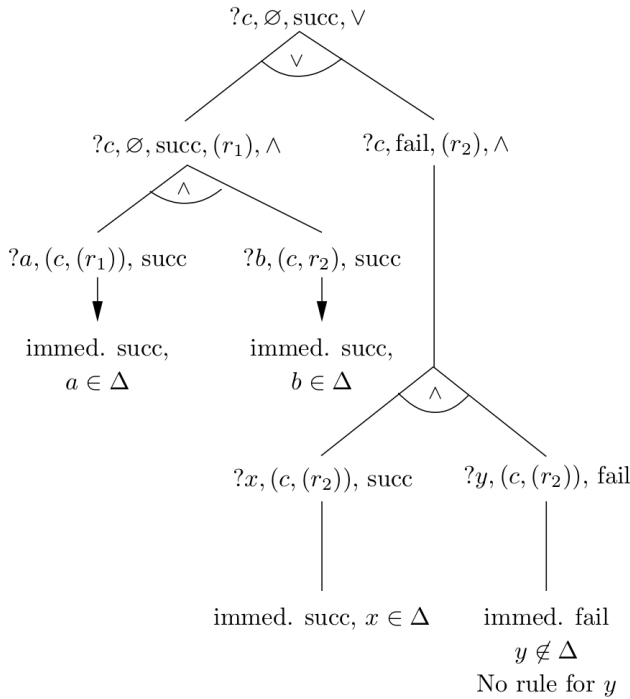 ?c, ∅, succ, ∨
∨
?c, ∅, succ, (r₁), ∧
?c, fail, (r₂), ∧
∧
?a, (c, (r₁)), succ
?b, (c, r₂), succ
immed. succ,
a ∈ Δ
immed. succ,
b ∈ Δ
∧
?x, (c, (r₂)), succ
?y, (c, (r₂)), fail
immed. succ, x ∈ Δ
immed. fail
y ∉ Δ
No rule for y